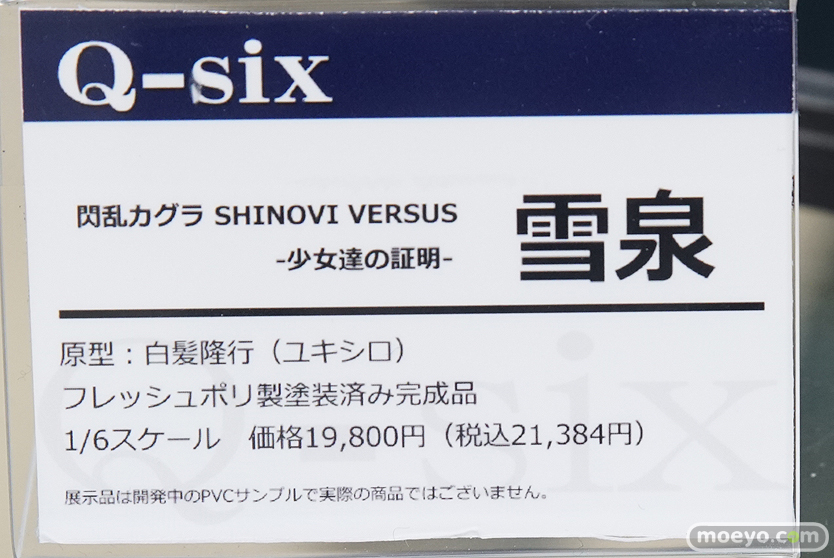 Q-six
閃乱カグラ SHINOVI VERSUS
-少女達の証明-
雪泉
原型：白髪隆行（ユキシロ）
フレッシュポリ製塗装済み完成品
1/6スケール　価格19,800円（税込21,384円）
展示品は開発中のPVCサンプルで実際の商品ではございません。
Q-six
moeyo.com